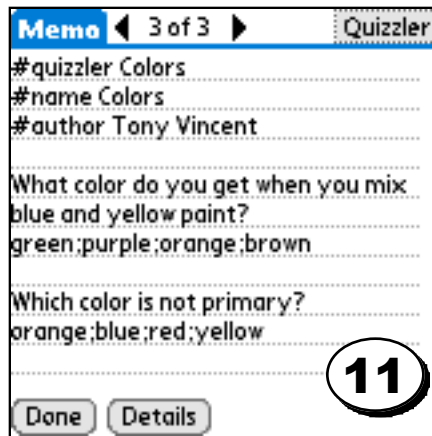 Memo 3 of 3 Quizzler
#quizzler Colors
#name Colors
#author Tony Vincent
What color do you get when you mix
blue and yellow paint?
green;purple;orange;brown
Which color is not primary?
orange;blue;red;yellow
11
Done Details